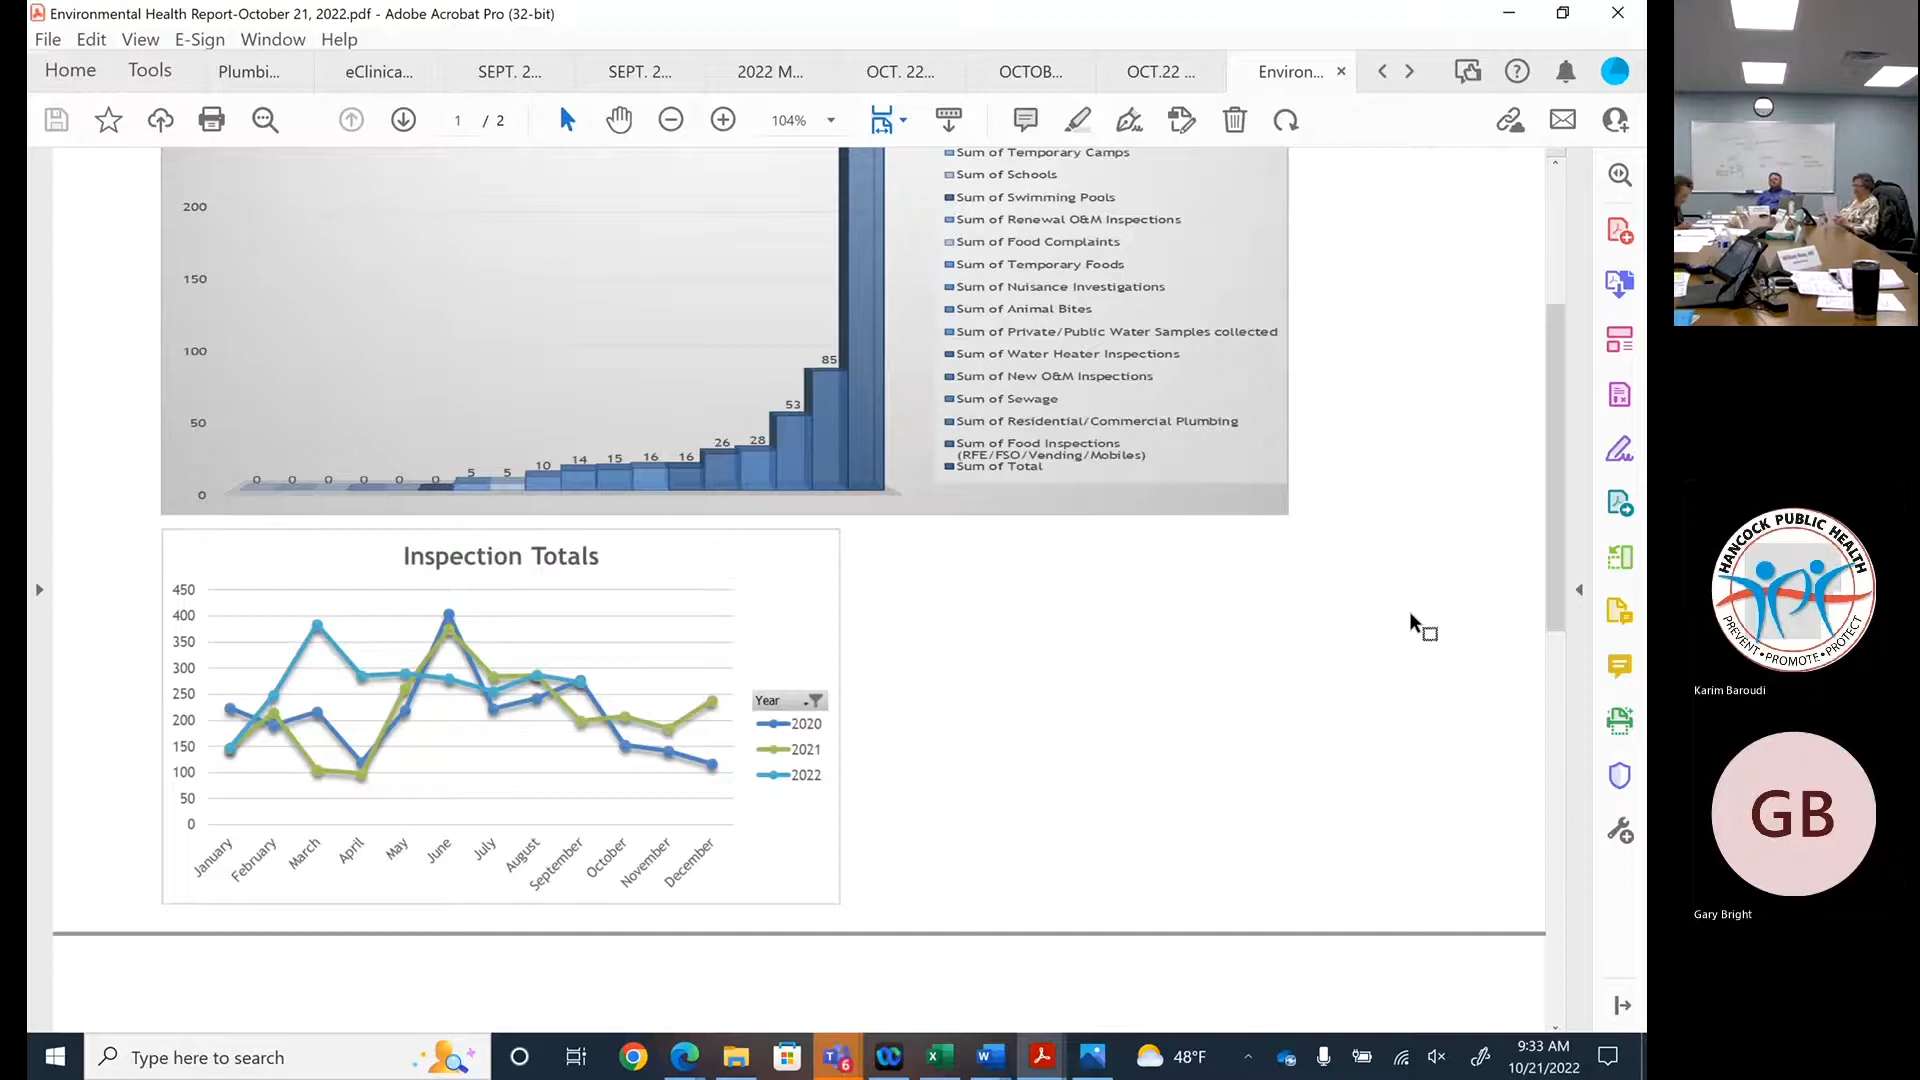 Environmental Health Report-October 21, 2022.pdf - Adobe Acrobat Pro (32-bit)
File Edit View E-Sign Window Help
Home Tools Plumbi... eClinica... SEPT. 2... SEPT. 2... 2022 M... OCT. 22... OCTOB... OCT.22 ... Environ...
1 / 2 104%
Sum of Temporary Camps
Sum of Schools
Sum of Swimming Pools
Sum of Renewal O&M Inspections
Sum of Food Complaints
Sum of Temporary Foods
Sum of Nuisance Investigations
Sum of Animal Bites
Sum of Private/Public Water Samples collected
Sum of Water Heater Inspections
Sum of New O&M Inspections
Sum of Sewage
Sum of Residential/Commercial Plumbing
Sum of Food Inspections
(RFE/FSO/Vending/Mobiles)
Sum of Total
200
150
100
50
0
0 0 0 0 0 0 5 5 10 14 15 16 16 26 28 53 85
Inspection Totals
450
400
350
300
250
200
150
100
50
0
January February March April May June July August September October November December
Year
2020
2021
2022
HANCOCK PUBLIC HEALTH
PREVENT • PROMOTE • PROTECT
Karim Baroudi
GB
Gary Bright
Type here to search
6
48°F
9:33 AM
10/21/2022